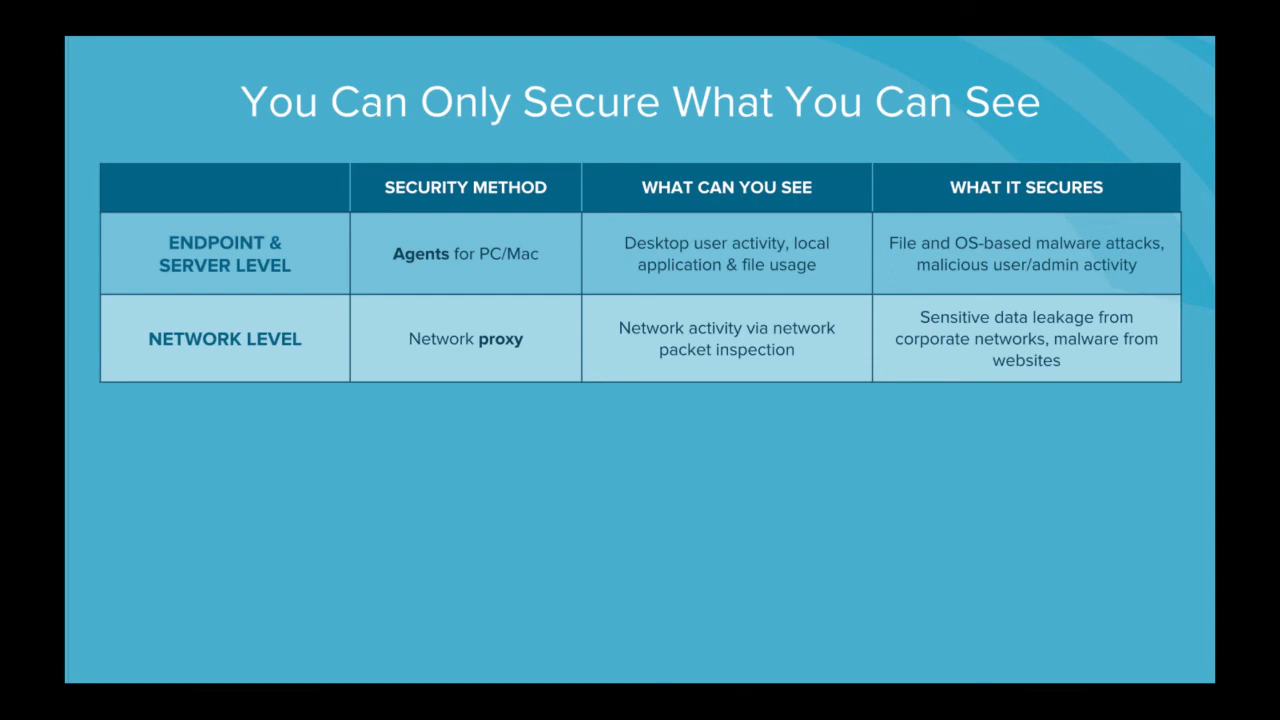 You Can Only Secure What You Can See
SECURITY METHOD
WHAT CAN YOU SEE
WHAT IT SECURES
ENDPOINT &
SERVER LEVEL
Agents for PC/Mac
Desktop user activity, local
application & file usage
File and OS-based malware attacks,
malicious user/admin activity
NETWORK LEVEL
Network proxy
Network activity via network
packet inspection
Sensitive data leakage from
corporate networks, malware from
websites